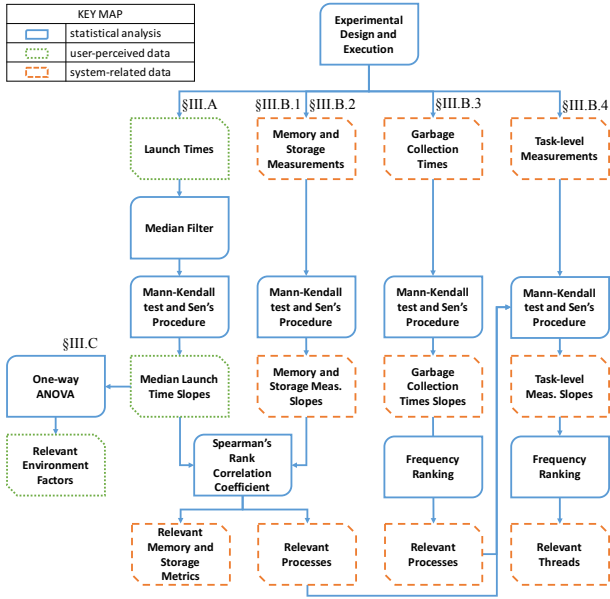 KEY MAP
statistical analysis
user-perceived data
system-related data
Experimental
Design and
Execution
§III.A
§III.B.1
§III.B.2
§III.B.3
§III.B.4
Launch Times
Memory and
Storage
Measurements
Garbage
Collection
Times
Task-level
Measurements
Median Filter
Mann-Kendall
test and Sen's
Procedure
Mann-Kendall
test and Sen's
Procedure
Mann-Kendall
test and Sen's
Procedure
Mann-Kendall
test and Sen's
Procedure
§III.C
One-way
ANOVA
Median Launch
Time Slopes
Memory and
Storage Meas.
Slopes
Garbage
Collection
Times Slopes
Task-level
Meas. Slopes
Relevant
Environment
Factors
Spearman's
Rank
Correlation
Coefficient
Frequency
Ranking
Frequency
Ranking
Relevant
Memory and
Storage
Metrics
Relevant
Processes
Relevant
Processes
Relevant
Threads